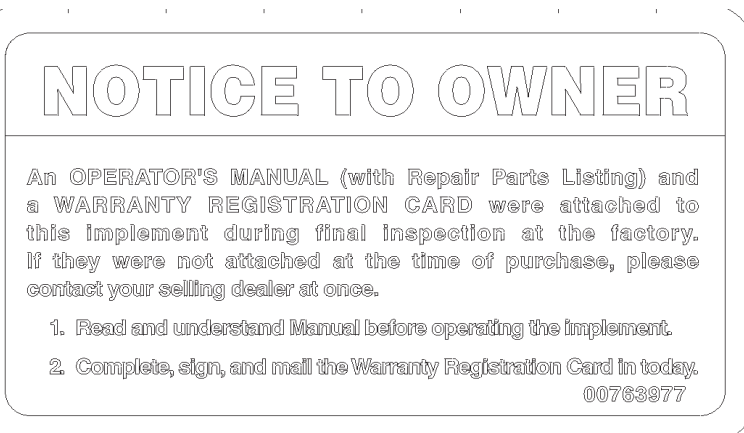 NOTICE TO OWNER
An OPERATOR'S MANUAL (with Repair Parts Listing) and
a WARRANTY REGISTRATION CARD were attached to
this implement during final inspection at the factory.
If they were not attached at the time of purchase, please
contact your selling dealer at once.
1. Read and understand Manual before operating the implement.
2. Complete, sign, and mail the Warranty Registration Card in today.
00763977